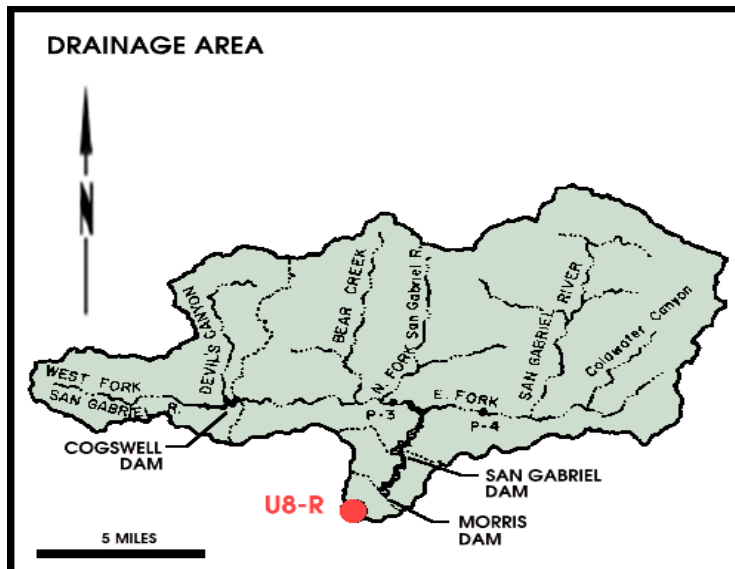 DRAINAGE AREA
N
DEVIL'S CANYON
BEAR CREEK
N. FORK San Gabriel R.
SAN GABRIEL RIVER
Coldwater Canyon
WEST FORK
SAN GABRIEL R.
P-3
E. FORK
P-4
COGSWELL
DAM
SAN GABRIEL
DAM
U8-R
MORRIS
DAM
5 MILES